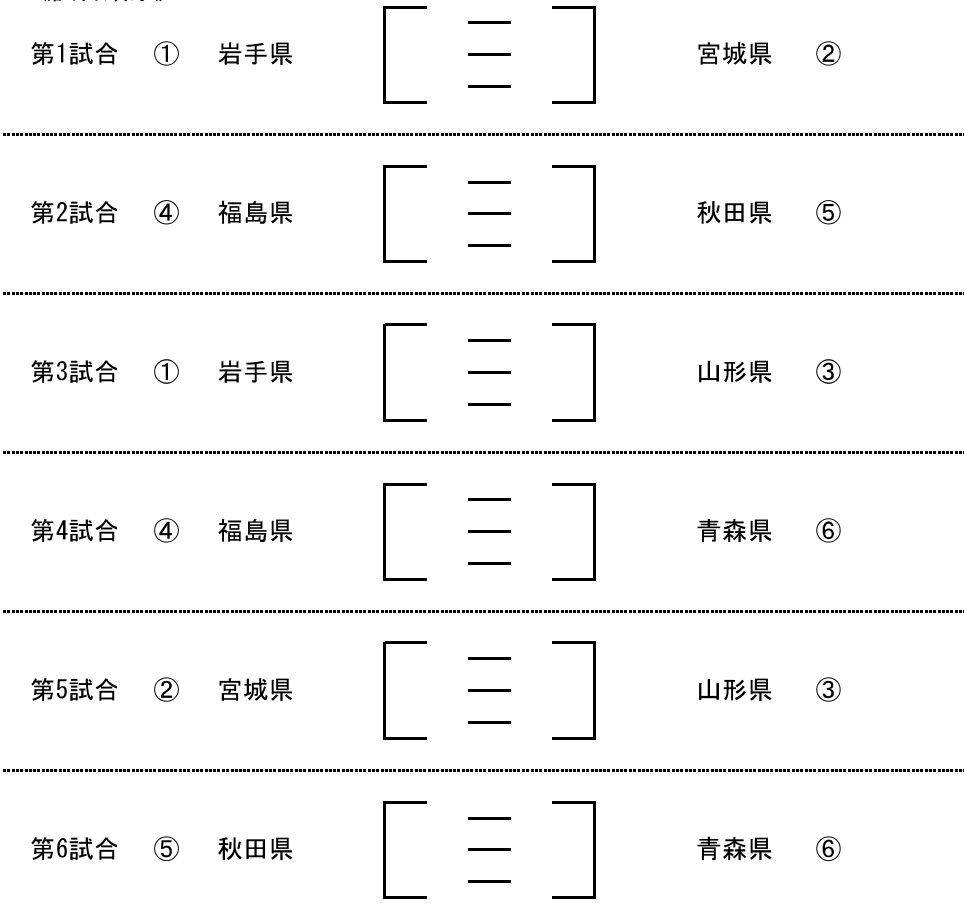 第1試合 ① 岩手県 宮城県 ②
第2試合 ④ 福島県 秋田県 ⑤
第3試合 ① 岩手県 山形県 ③
第4試合 ④ 福島県 青森県 ⑥
第5試合 ② 宮城県 山形県 ③
第6試合 ⑤ 秋田県 青森県 ⑥